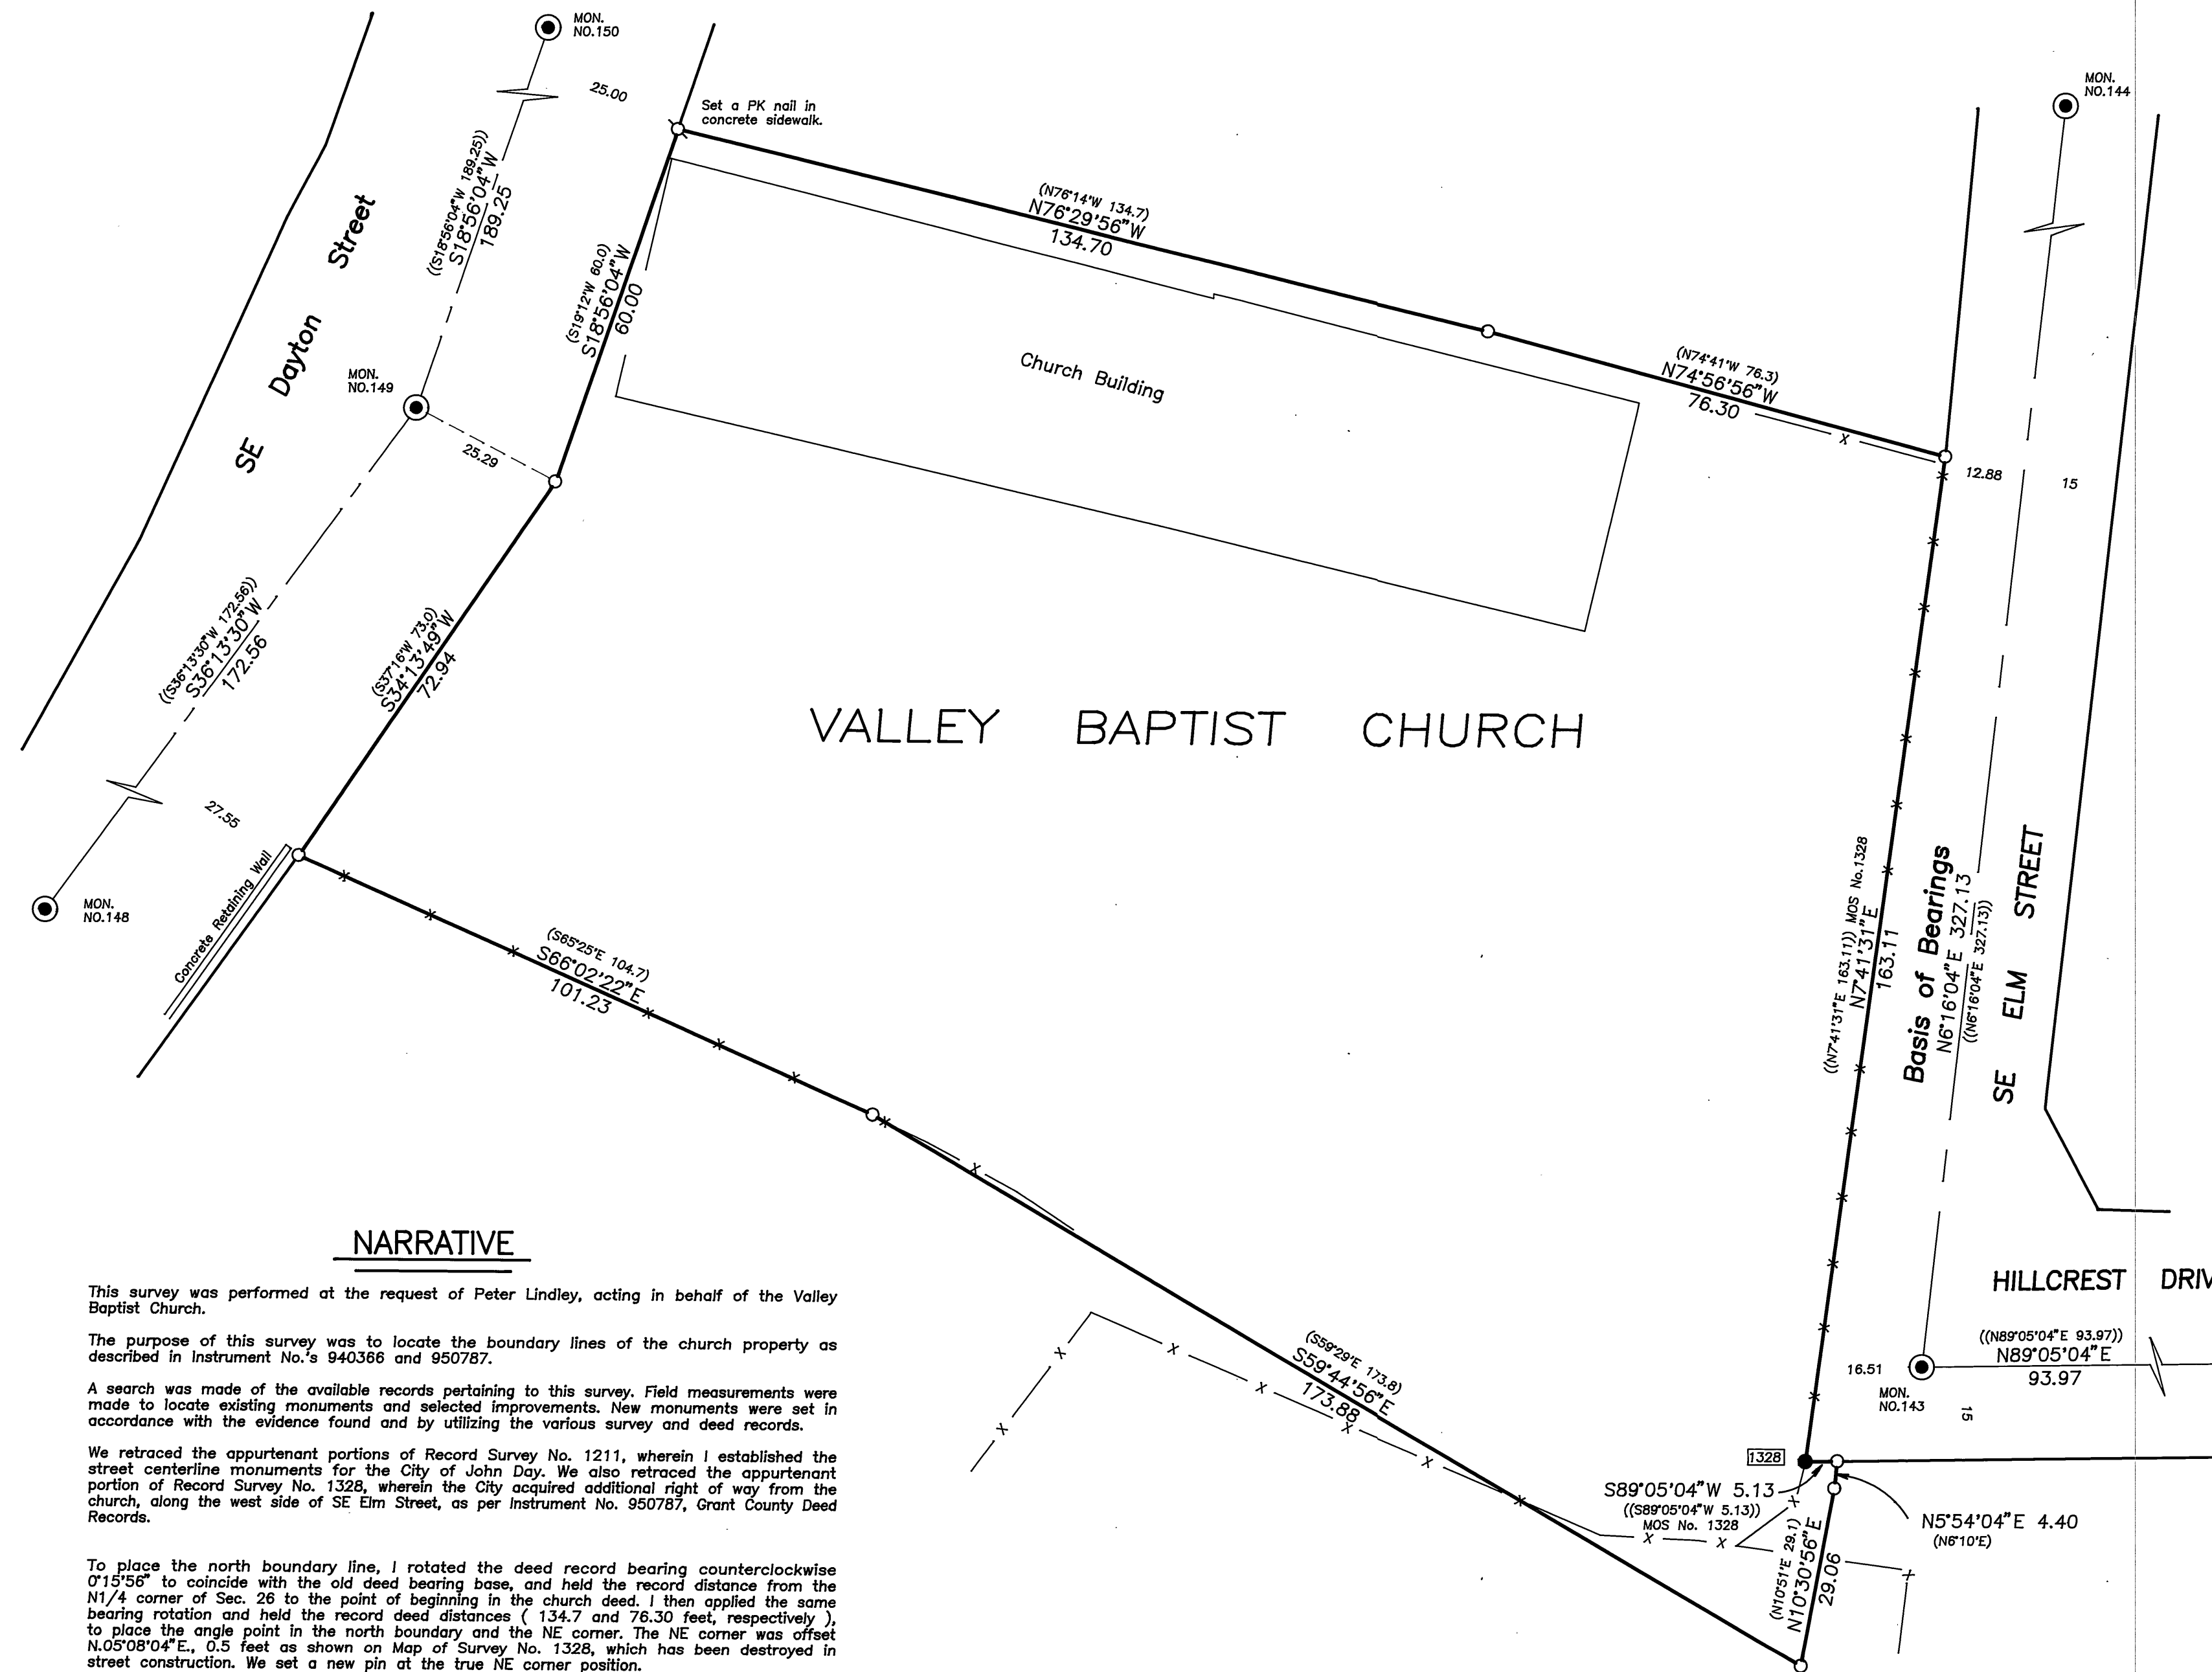 MON.
NO.150
25.00
Set a PK nail in
concrete sidewalk.
MON.
NO.144
((S18°56'04"W 189.25))
S18°56'04"W
189.25
SE Dayton Street
(N76°14'W 134.7)
N76°29'56"W
134.70
(S19°12'W 60.0)
S18°56'04"W
60.00
Church Building
(N74°41'W 76.3)
N74°56'56"W
76.30
X
MON.
NO.149
25.29
12.88
15
((S36°13'30"W 172.56))
S36°13'30"W
172.56
(S37°16'W 73.0)
S34°13'49"W
72.94
VALLEY BAPTIST CHURCH
27.55
MON.
NO.148
Concrete Retaining Wall
(S65°25'E 104.7)
S66°02'22"E
101.23
((N7°41'31"E 163.11)) MOS No.1328
N7°41'31"E
163.11
Basis of Bearings
N6°16'04"E 327.13
((N6°16'04"E 327.13))
SE ELM STREET
NARRATIVE
This survey was performed at the request of Peter Lindley, acting in behalf of the Valley
Baptist Church.
The purpose of this survey was to locate the boundary lines of the church property as
described in Instrument No.'s 940366 and 950787.
A search was made of the available records pertaining to this survey. Field measurements were
made to locate existing monuments and selected improvements. New monuments were set in
accordance with the evidence found and by utilizing the various survey and deed records.
We retraced the appurtenant portions of Record Survey No. 1211, wherein I established the
street centerline monuments for the City of John Day. We also retraced the appurtenant
portion of Record Survey No. 1328, wherein the City acquired additional right of way from the
church, along the west side of SE Elm Street, as per Instrument No. 950787, Grant County Deed
Records.
To place the north boundary line, I rotated the deed record bearing counterclockwise
0°15'56" to coincide with the old deed bearing base, and held the record distance from the
N1/4 corner of Sec. 26 to the point of beginning in the church deed. I then applied the same
bearing rotation and held the record deed distances ( 134.7 and 76.30 feet, respectively ),
to place the angle point in the north boundary and the NE corner. The NE corner was offset
N.05°08'04"E., 0.5 feet as shown on Map of Survey No. 1328, which has been destroyed in
street construction. We set a new pin at the true NE corner position.
(S59°29'E 173.8)
S59°44'56"E
173.88
HILLCREST DRIV
((N89°05'04"E 93.97))
N89°05'04"E
93.97
16.51
MON.
NO.143
15
1328
S89°05'04"W 5.13
((S89°05'04"W 5.13))
MOS No. 1328
N5°54'04"E 4.40
(N6°10'E)
(N10°51'E 29.1)
N10°30'56"E
29.06